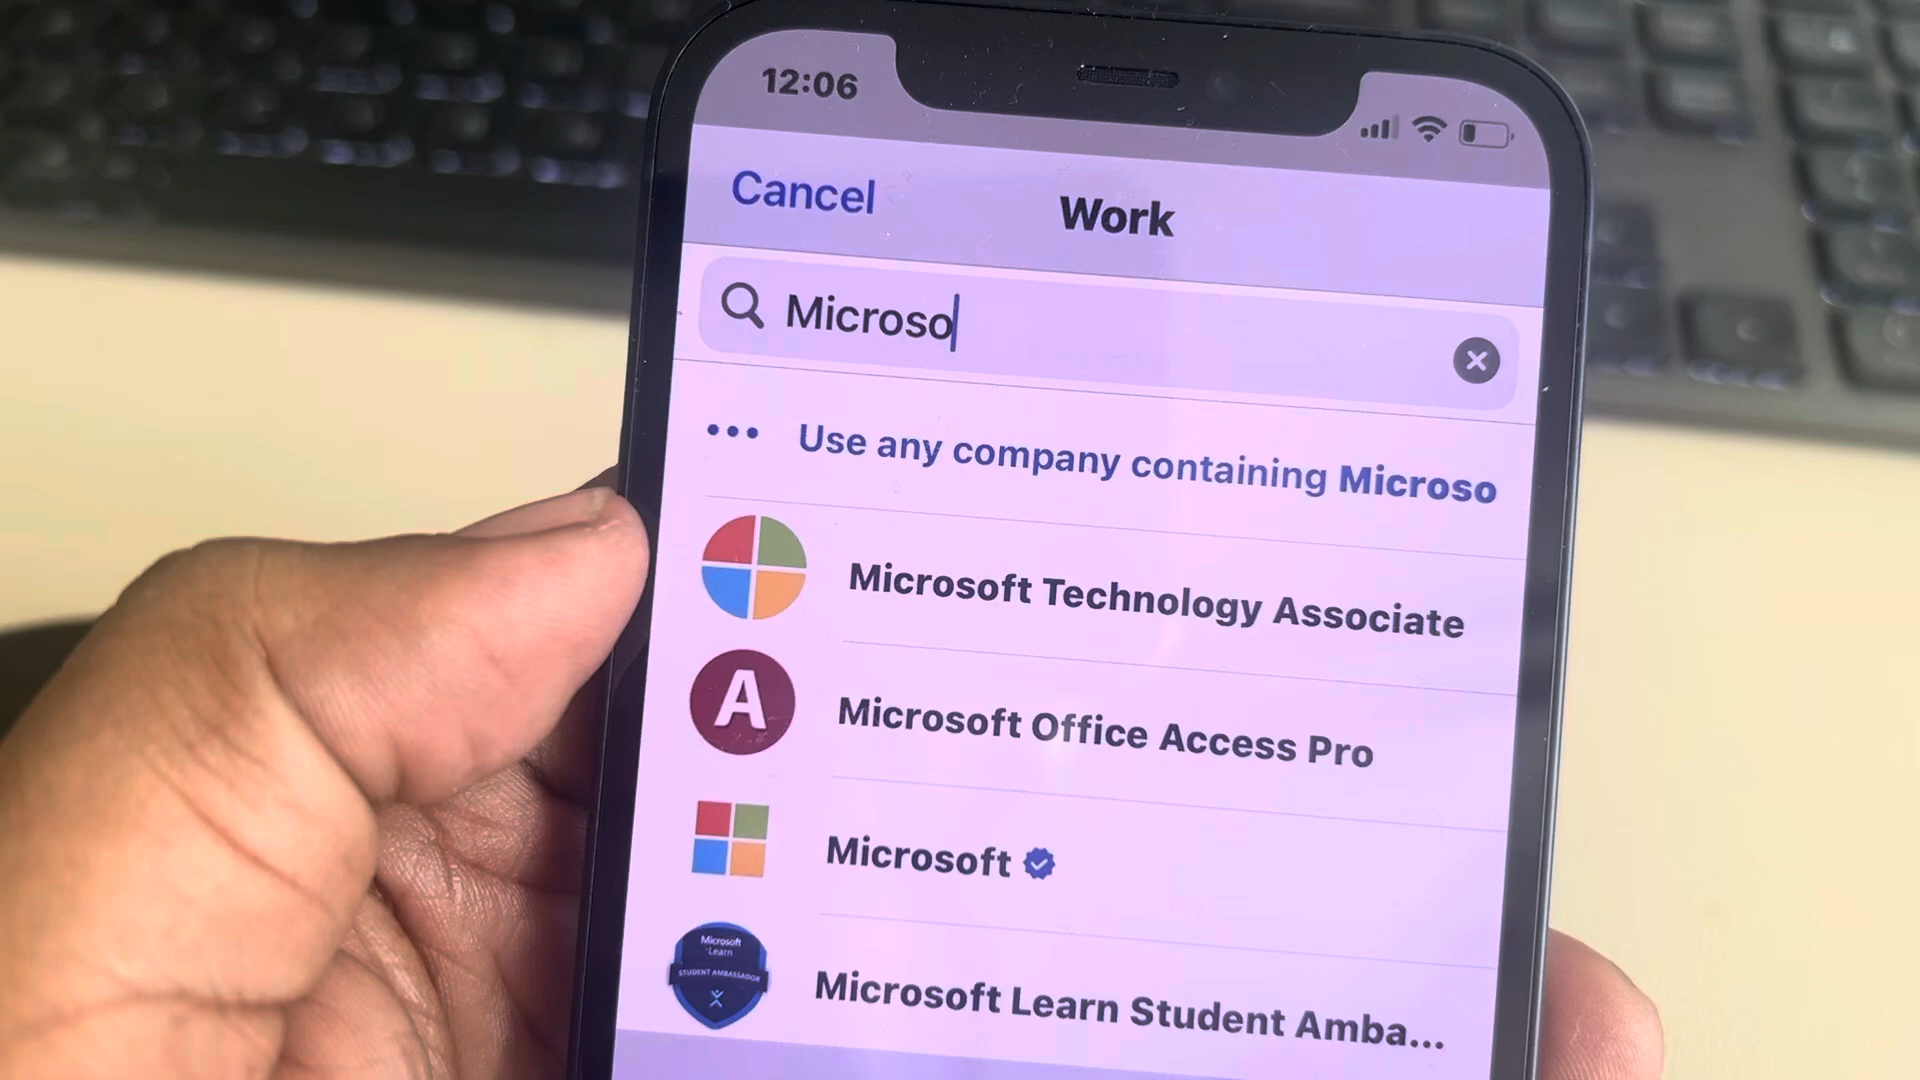 12:06
Cancel
Work
Microso
Use any company containing Microso
Microsoft Technology Associate
A
Microsoft Office Access Pro
Microsoft
Microsoft
Learn
STUDENT AMBASSADOR
Microsoft Learn Student Amba...